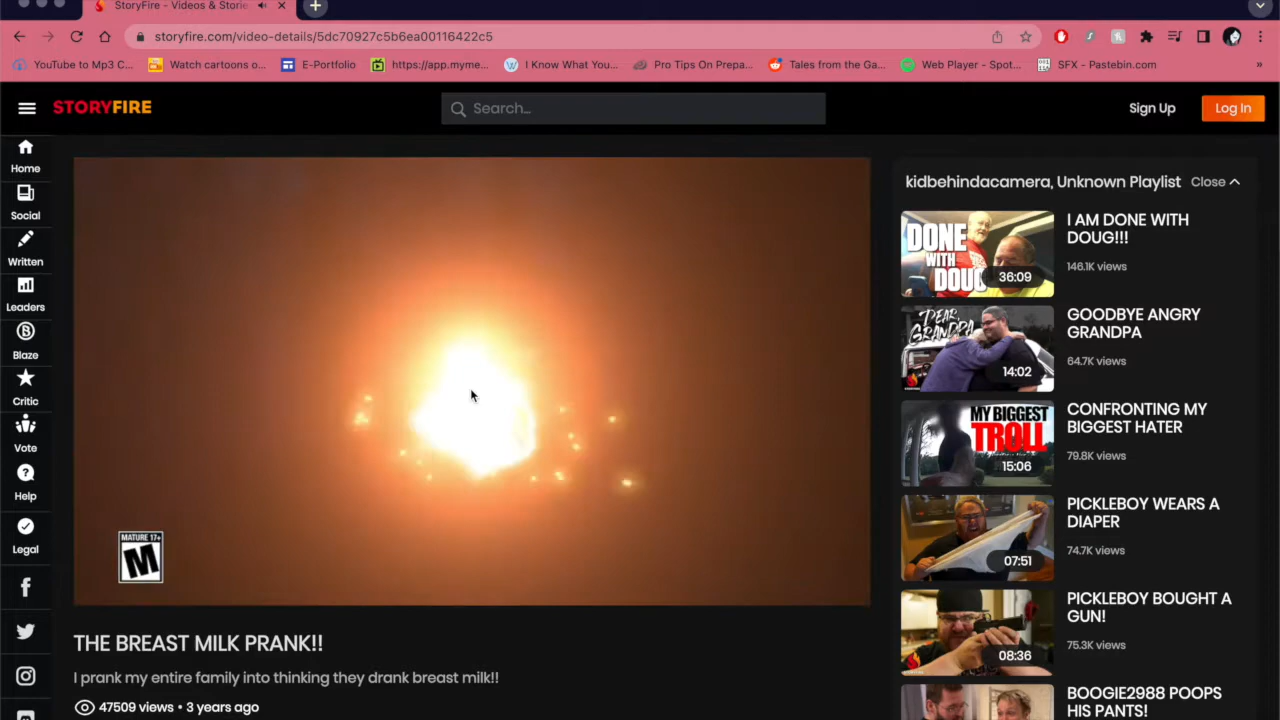 StoryFire - Videos & Storie
storyfire.com/video-details/5dc70927c5b6ea00116422c5
YouTube to Mp3 C...
Watch cartoons o...
E-Portfolio
https://app.myme...
I Know What You...
Pro Tips On Prepa...
Tales from the Ga...
Web Player - Spot...
SFX - Pastebin.com
»
STORYFIRE
Search...
Sign Up
Log In
Home
Social
Written
Leaders
Blaze
Critic
Vote
Help
Legal
MATURE 17+
M
THE BREAST MILK PRANK!!
I prank my entire family into thinking they drank breast milk!!
47509 views • 3 years ago
kidbehindacamera, Unknown Playlist
Close
DONE
WITH
DOUG
36:09
I AM DONE WITH
DOUG!!!
146.1K views
DEAR,
GRANDPA
14:02
GOODBYE ANGRY
GRANDPA
64.7K views
MY BIGGEST
TROLL
15:06
CONFRONTING MY
BIGGEST HATER
79.8K views
07:51
PICKLEBOY WEARS A
DIAPER
74.7K views
08:36
PICKLEBOY BOUGHT A
GUN!
75.3K views
BOOGIE2988 POOPS
HIS PANTS!